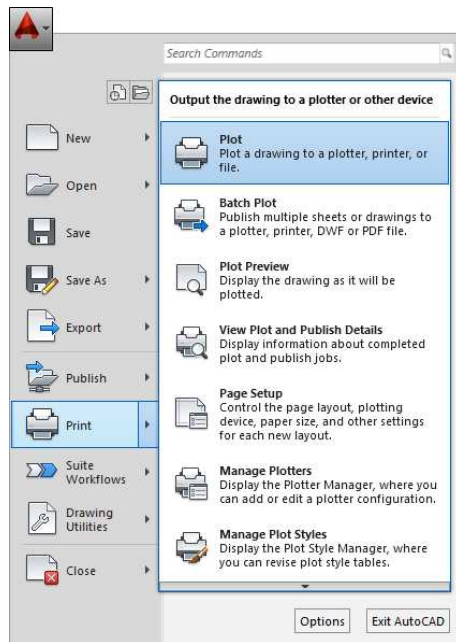 Search Commands
New
Open
Save
Save As
Export
Publish
Print
Suite
Workflows
Drawing
Utilities
Close
Output the drawing to a plotter or other device
Plot
Plot a drawing to a plotter, printer, or
file.
Batch Plot
Publish multiple sheets or drawings to
a plotter, printer, DWF or PDF file.
Plot Preview
Display the drawing as it will be
plotted.
View Plot and Publish Details
Display information about completed
plot and publish jobs.
Page Setup
Control the page layout, plotting
device, paper size, and other settings
for each new layout.
Manage Plotters
Display the Plotter Manager, where you
can add or edit a plotter configuration.
Manage Plot Styles
Display the Plot Style Manager, where
you can revise plot style tables.
Options
Exit AutoCAD